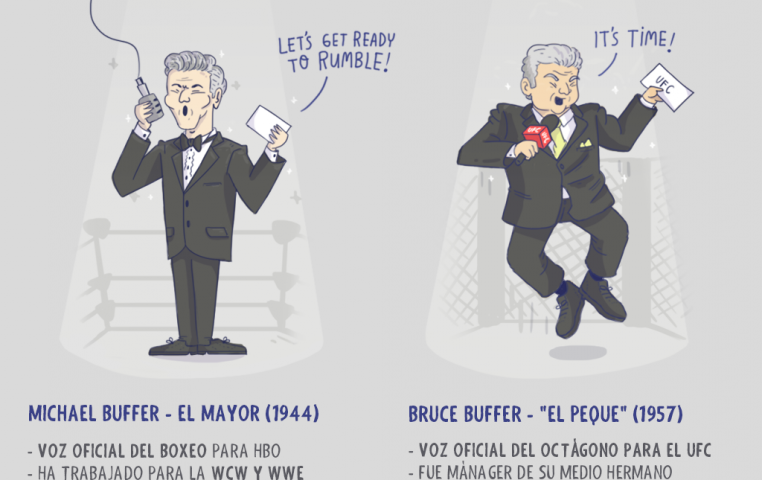 LET'S GET READY
TO RUMBLE!
IT'S TIME!
UFC
UFC
MICHAEL BUFFER - EL MAYOR (1944)
- VOZ OFICIAL DEL BOXEO PARA HBO
- HA TRABAJADO PARA LA WCW Y WWE
BRUCE BUFFER - "EL PEQUE" (1957)
- VOZ OFICIAL DEL OCTÁGONO PARA EL UFC
- FUE MÁNAGER DE SU MEDIO HERMANO